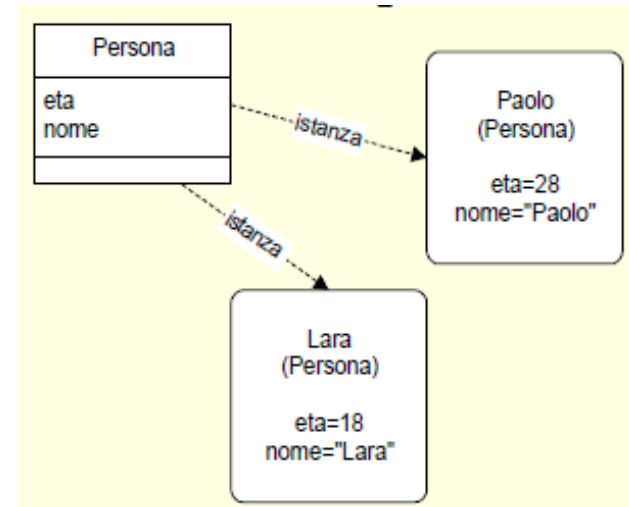 Persona
eta
nome
istanza
Paolo
(Persona)
eta=28
nome="Paolo"
istanza
Lara
(Persona)
eta=18
nome="Lara"